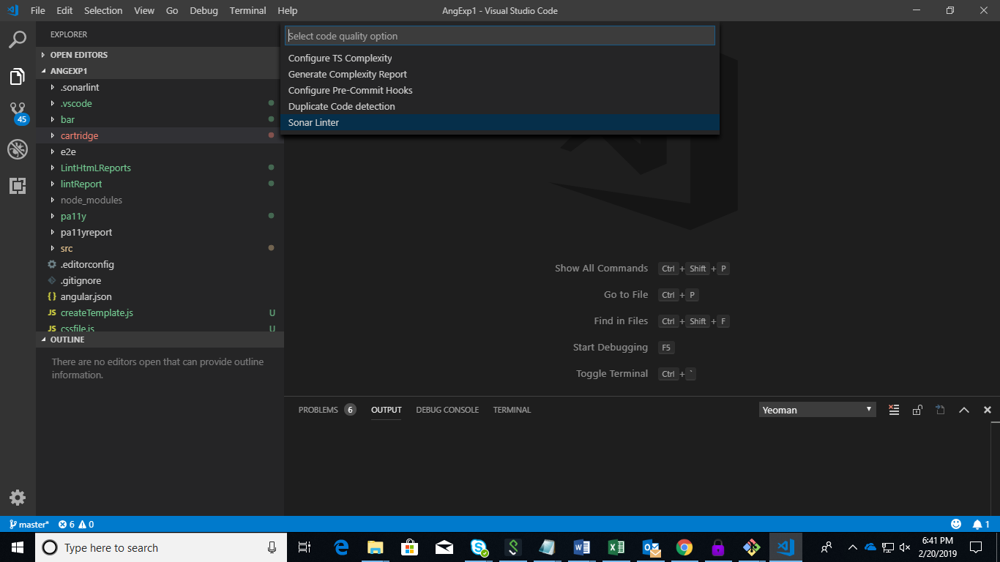 File Edit Selection View Go Debug Terminal Help AngExp1 - Visual Studio Code
EXPLORER
Select code quality option
Configure TS Complexity
Generate Complexity Report
Configure Pre-Commit Hooks
Duplicate Code detection
Sonar Linter
OPEN EDITORS
ANGEXP1
.sonarlint
.vscode
bar
cartridge
e2e
LintHtmLReports
lintReport
node_modules
pa11y
pa11yreport
src
.editorconfig
.gitignore
{} angular.json
JS createTemplate.js U
JS cssfile.js U
45
OUTLINE
There are no editors open that can provide outline
information.
Show All Commands Ctrl + Shift + P
Go to File Ctrl + P
Find in Files Ctrl + Shift + F
Start Debugging F5
Toggle Terminal Ctrl + `
PROBLEMS 6 OUTPUT DEBUG CONSOLE TERMINAL Yeoman
master* 6 0 1
Type here to search
6:41 PM
2/20/2019